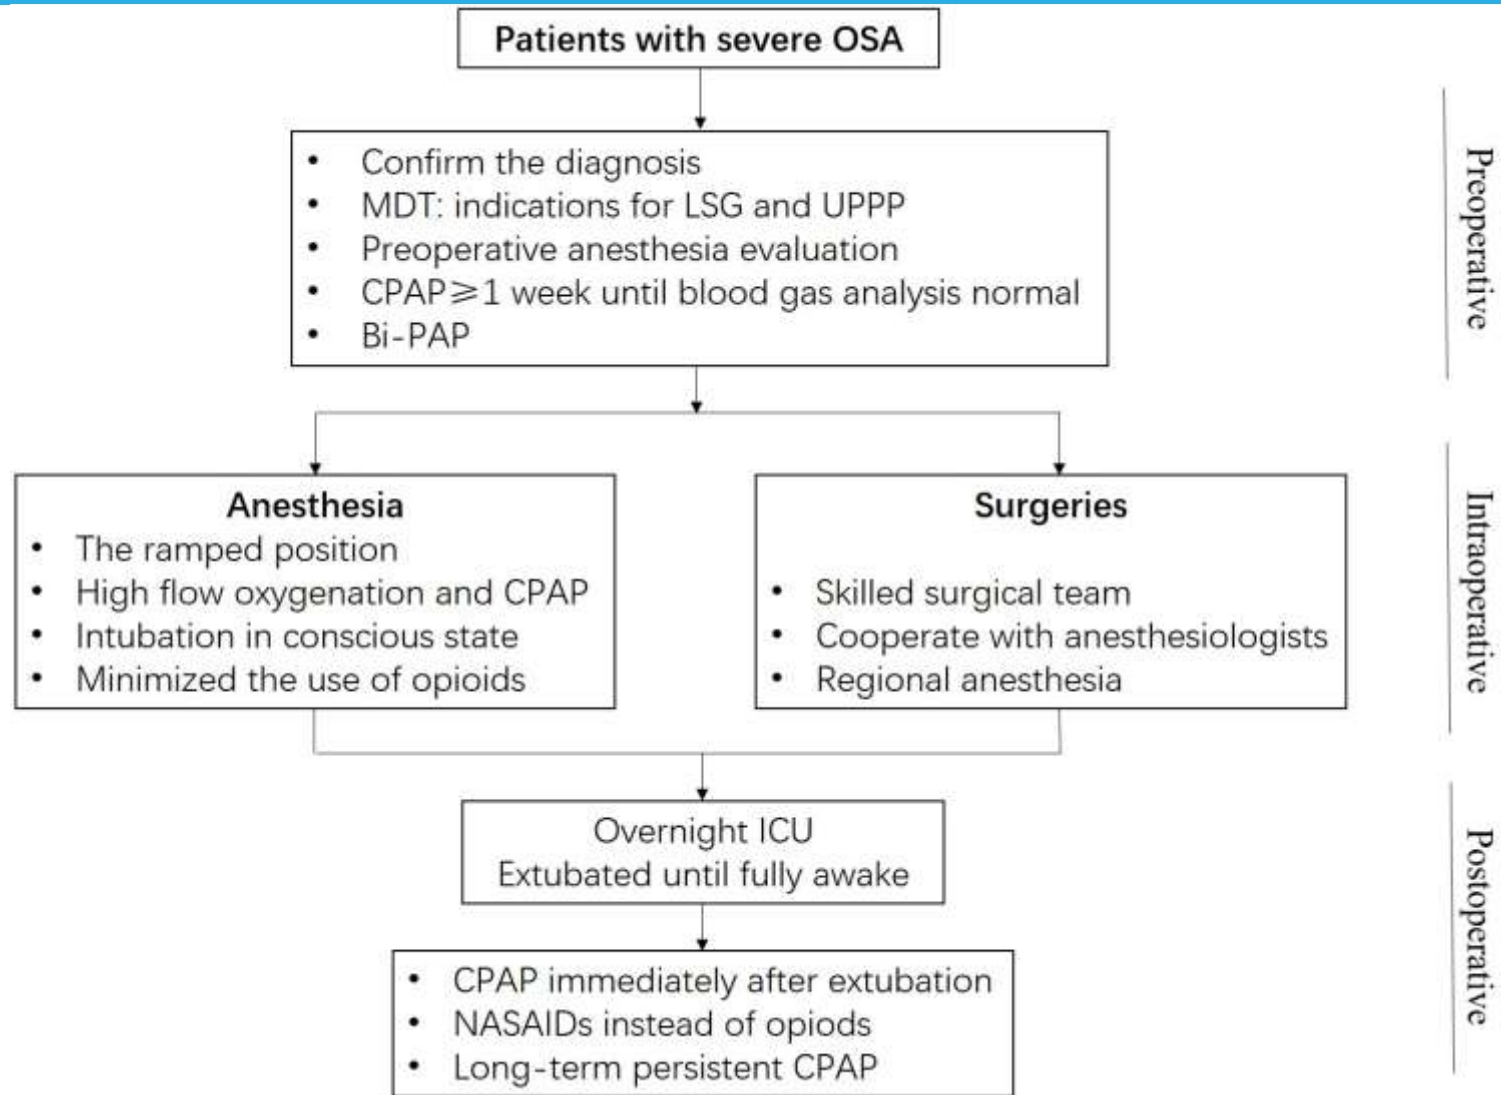 Patients with severe OSA
Preoperative
• Confirm the diagnosis
• MDT: indications for LSG and UPPP
• Preoperative anesthesia evaluation
• CPAP⩾1 week until blood gas analysis normal
• Bi-PAP
Intraoperative
Anesthesia
• The ramped position
• High flow oxygenation and CPAP
• Intubation in conscious state
• Minimized the use of opioids
Surgeries
• Skilled surgical team
• Cooperate with anesthesiologists
• Regional anesthesia
Postoperative
Overnight ICU
Extubated until fully awake
• CPAP immediately after extubation
• NASAIDs instead of opiods
• Long-term persistent CPAP